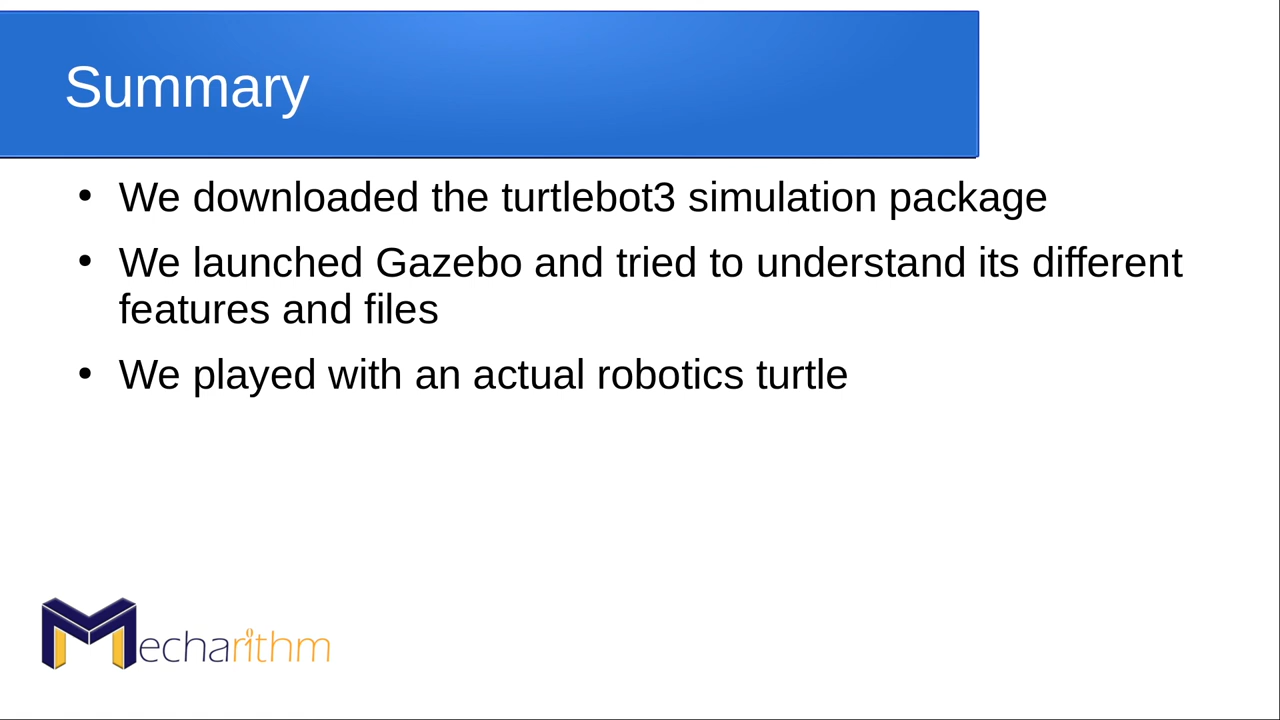 Summary
• We downloaded the turtlebot3 simulation package
• We launched Gazebo and tried to understand its different
features and files
• We played with an actual robotics turtle
Mecharithm